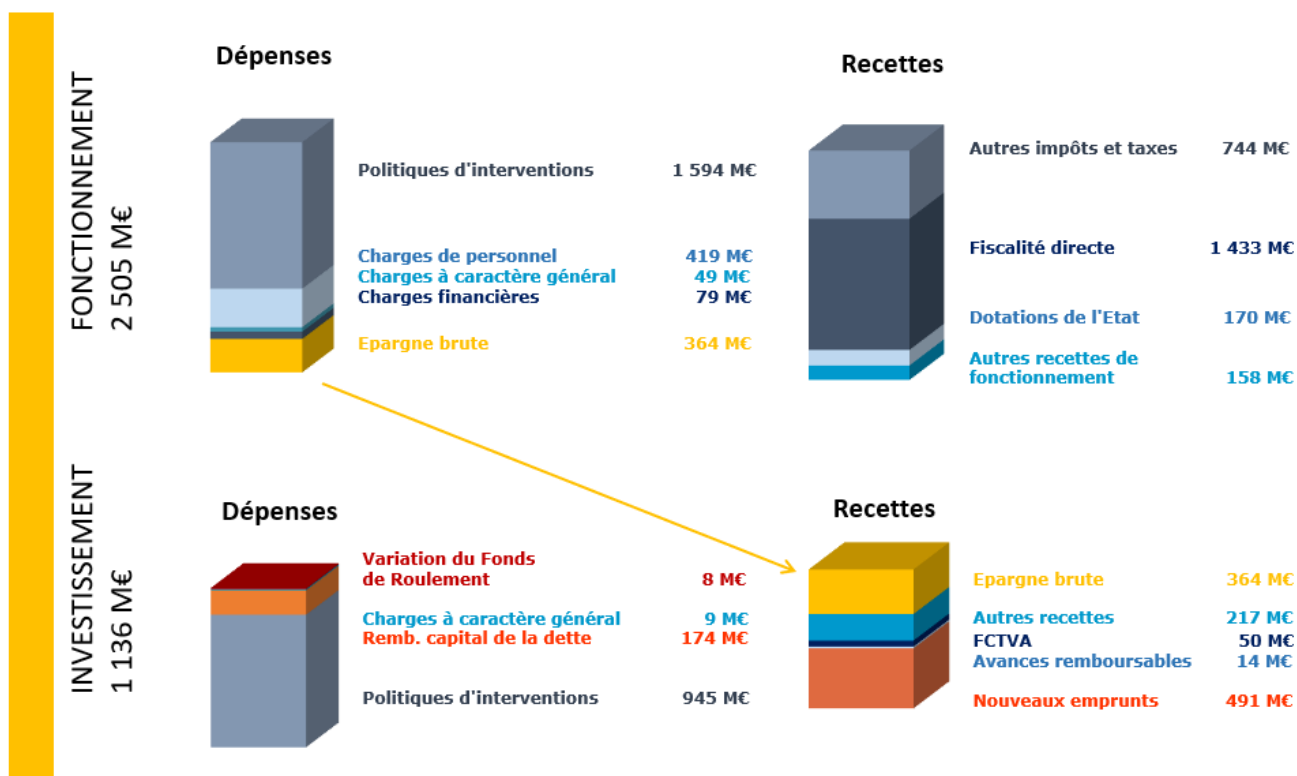 FONCTIONNEMENT
2 505 M€
Dépenses
Politiques d'interventions 1 594 M€
Charges de personnel 419 M€
Charges à caractère général 49 M€
Charges financières 79 M€
Epargne brute 364 M€
Recettes
Autres impôts et taxes 744 M€
Fiscalité directe 1 433 M€
Dotations de l'Etat 170 M€
Autres recettes de
fonctionnement 158 M€
INVESTISSEMENT
1 136 M€
Dépenses
Variation du Fonds
de Roulement 8 M€
Charges à caractère général 9 M€
Remb. capital de la dette 174 M€
Politiques d'interventions 945 M€
Recettes
Epargne brute 364 M€
Autres recettes 217 M€
FCTVA 50 M€
Avances remboursables 14 M€
Nouveaux emprunts 491 M€